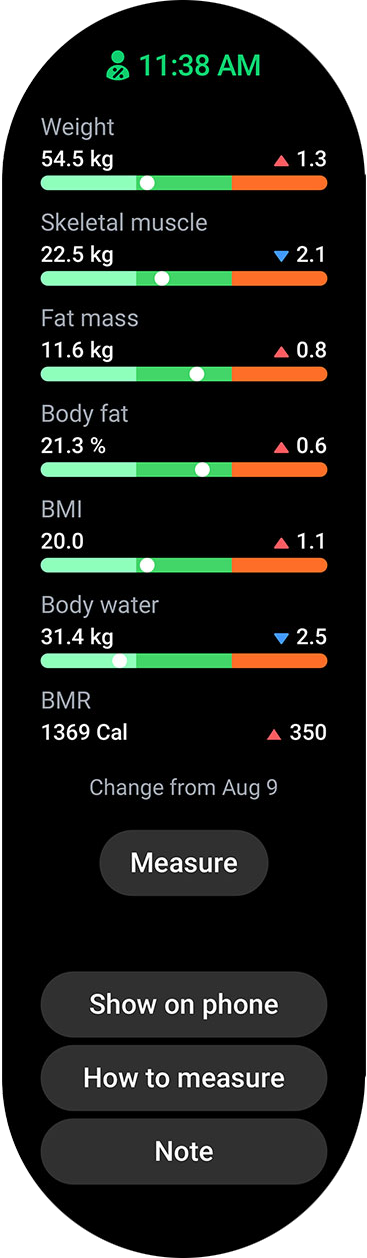 11:38 AM
Weight
54.5 kg ▲ 1.3
Skeletal muscle
22.5 kg ▼ 2.1
Fat mass
11.6 kg ▲ 0.8
Body fat
21.3 % ▲ 0.6
BMI
20.0 ▲ 1.1
Body water
31.4 kg ▼ 2.5
BMR
1369 Cal ▲ 350
Change from Aug 9
Measure
Show on phone
How to measure
Note